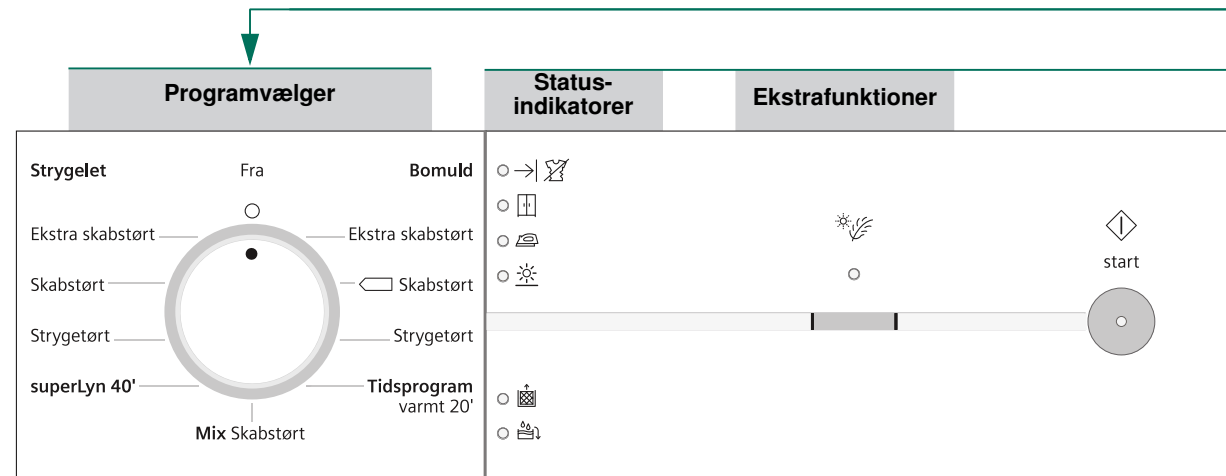 Programvælger
Status-
indikatorer
Ekstrafunktioner
Strygelet
Fra
Bomuld
Ekstra skabstørt
Ekstra skabstørt
Skabstørt
Skabstørt
Strygetørt
Strygetørt
superLyn 40'
Tidsprogram
varmt 20'
Mix Skabstørt
start